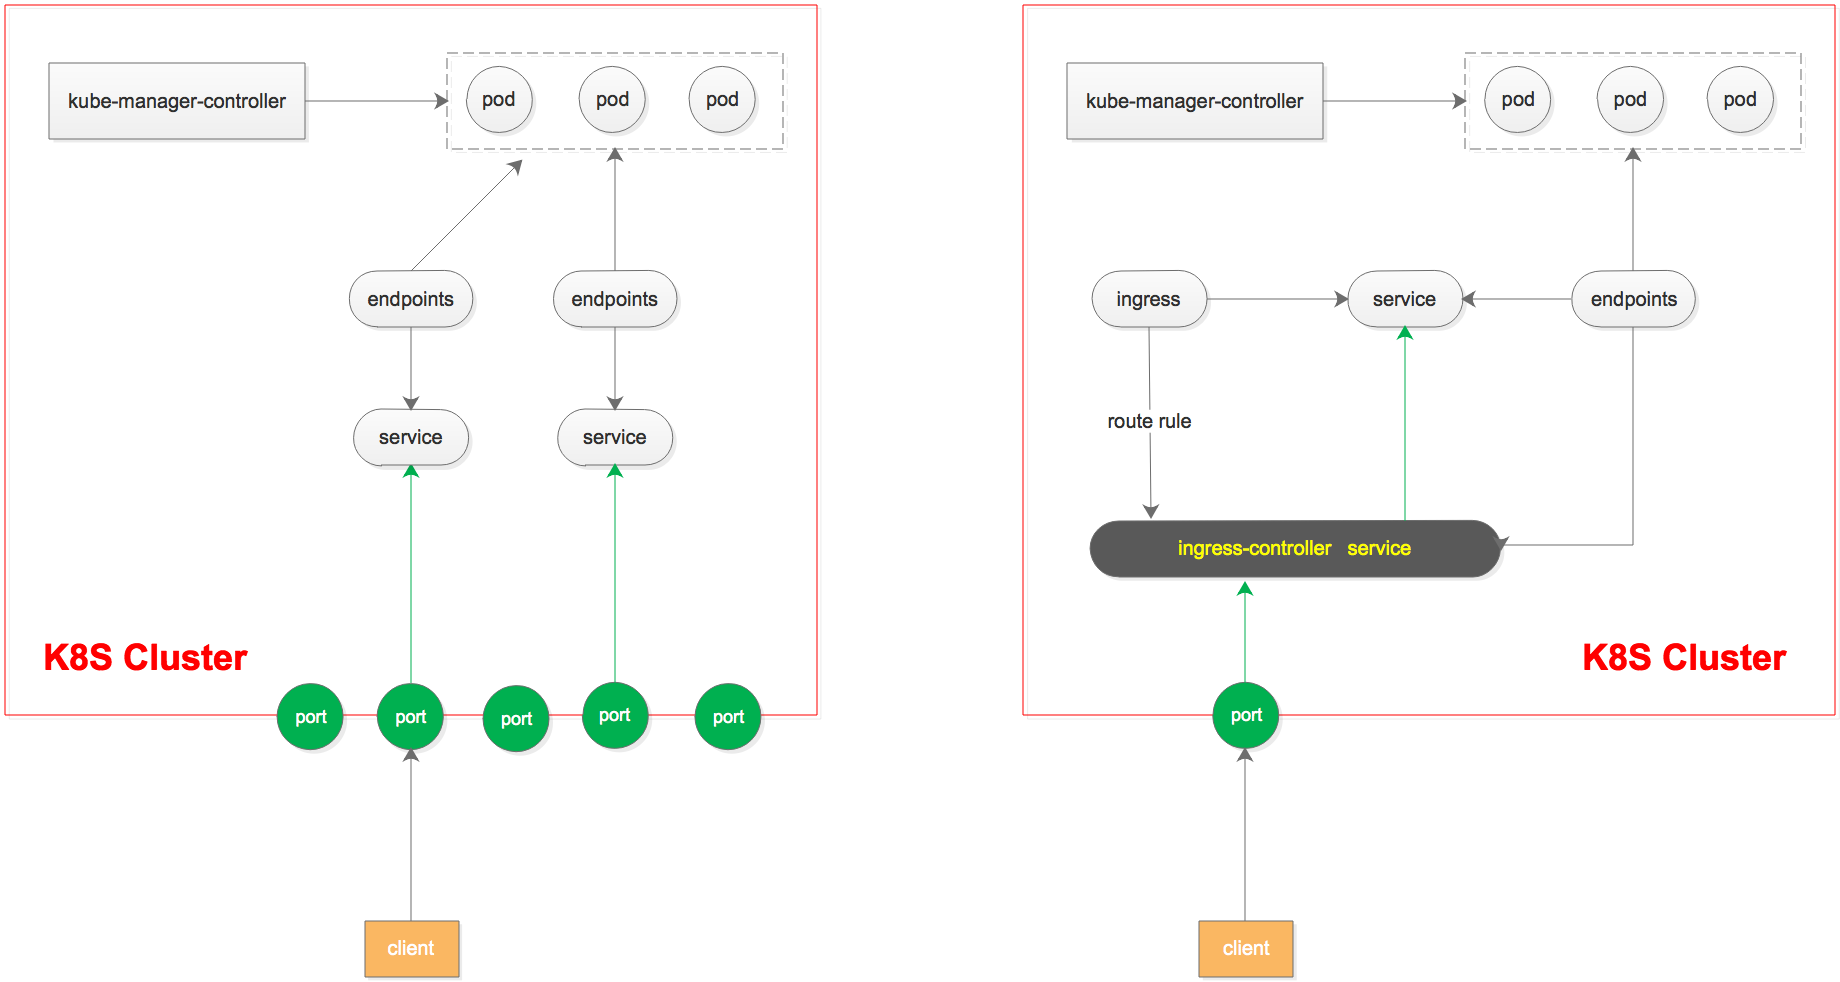 kube-manager-controller
pod
pod
pod
endpoints
endpoints
service
service
K8S Cluster
port
port
port
port
port
client
kube-manager-controller
pod
pod
pod
ingress
service
endpoints
route rule
ingress-controller service
K8S Cluster
port
client